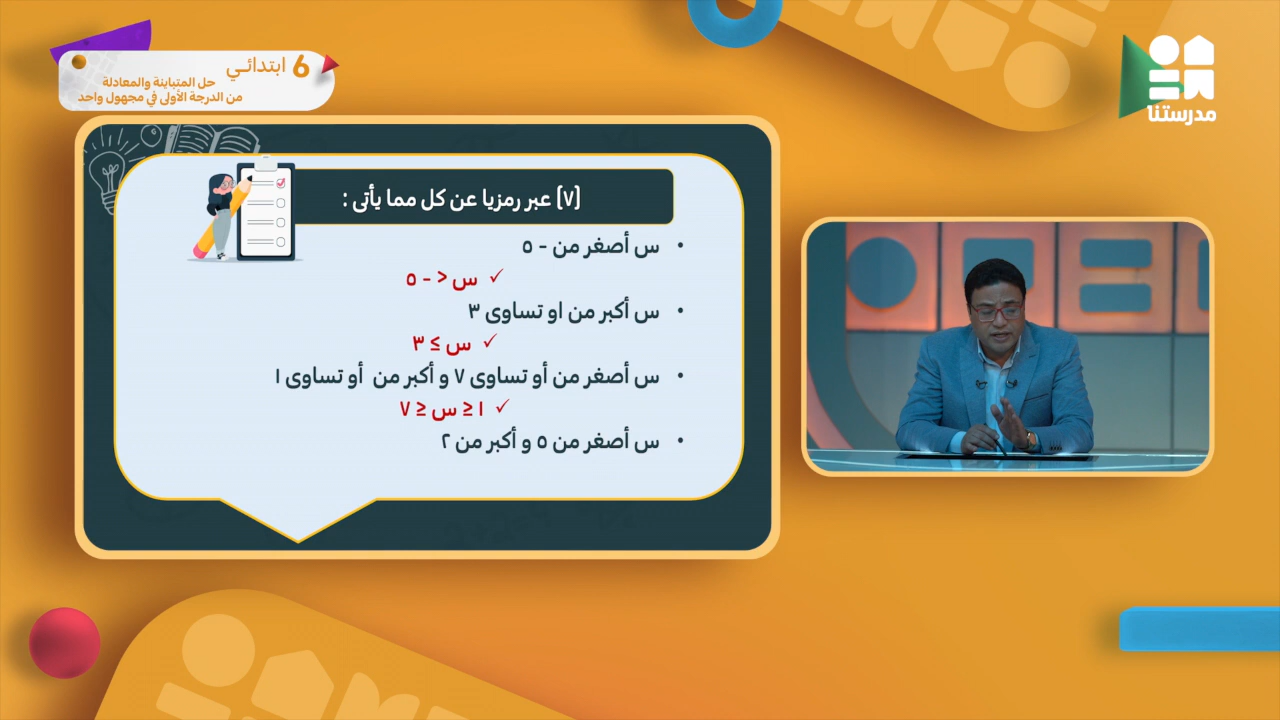 6 ابتدائي
حل المتباينة والمعادلة
من الدرجة الأولى في مجهول واحد
مدرستنا
(٧) عبر رمزيا عن كل مما يأتى :
• س أصغر من - ٥
✓ س < - ٥
• س أكبر من او تساوى ٣
✓ س ≥ ٣
• س أصغر من أو تساوى ٧ و أكبر من أو تساوى ١
✓ ١ ≤ س ≤ ٧
• س أصغر من ٥ و أكبر من ٢